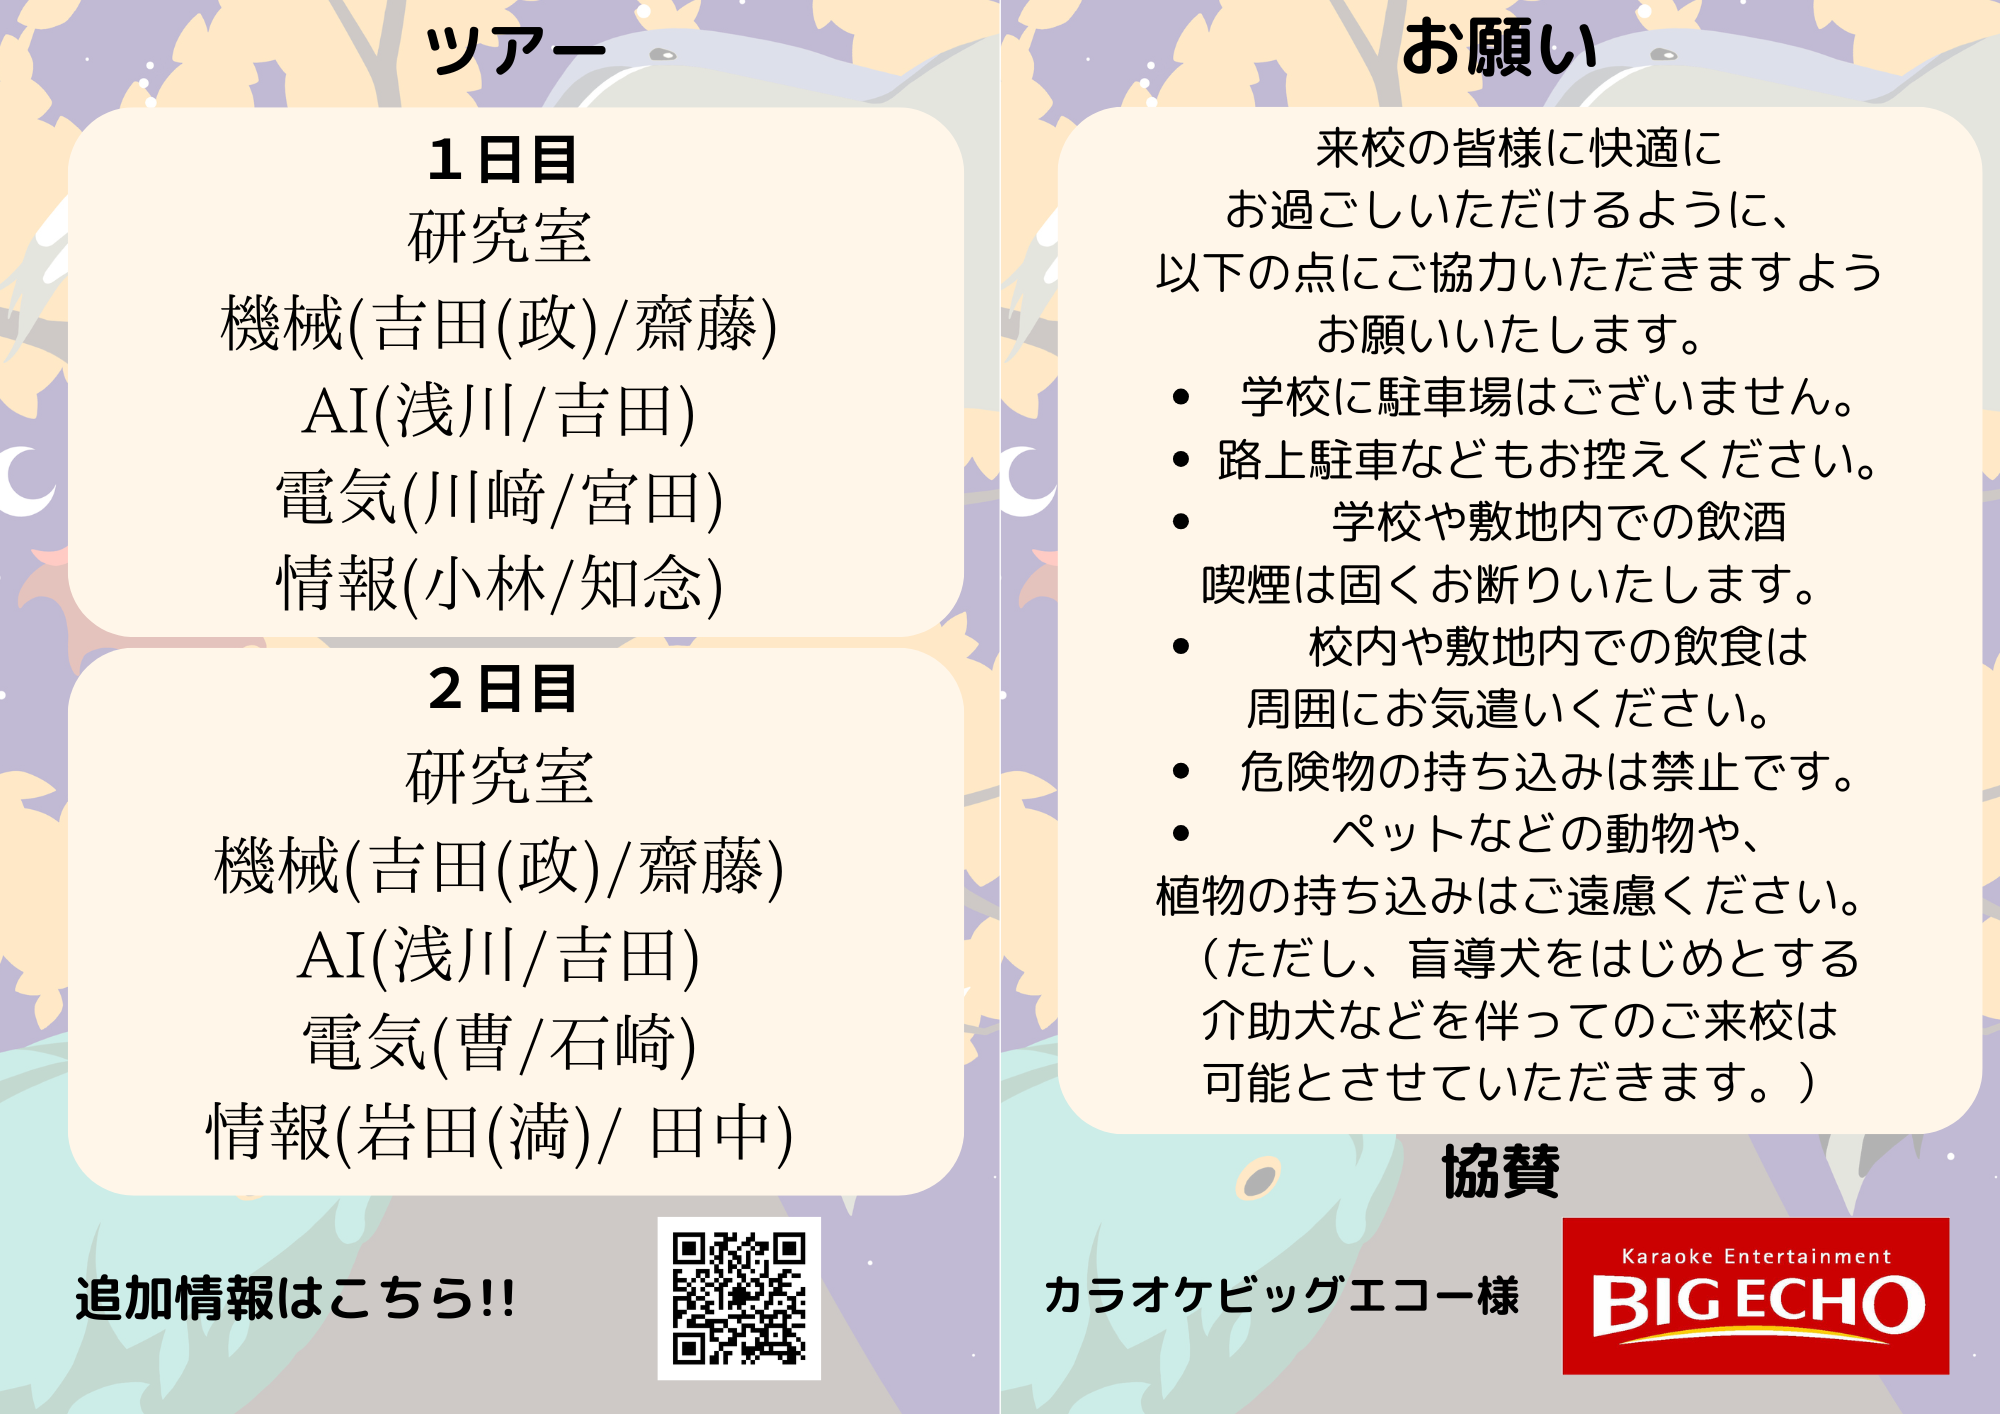 ツアー
１日目
研究室
機械(吉田(政)/齋藤)
AI(浅川/吉田)
電気(川﨑/宮田)
情報(小林/知念)
２日目
研究室
機械(吉田(政)/齋藤)
AI(浅川/吉田)
電気(曹/石崎)
情報(岩田(満)/ 田中)
追加情報はこちら!!
お願い
来校の皆様に快適に
お過ごしいただけるように、
以下の点にご協力いただきますよう
お願いいたします。
• 学校に駐車場はございません。
• 路上駐車などもお控えください。
• 学校や敷地内での飲酒
喫煙は固くお断りいたします。
• 校内や敷地内での飲食は
周囲にお気遣いください。
• 危険物の持ち込みは禁止です。
• ペットなどの動物や、
植物の持ち込みはご遠慮ください。
（ただし、盲導犬をはじめとする
介助犬などを伴ってのご来校は
可能とさせていただきます。）
協賛
カラオケビッグエコー様
Karaoke Entertainment
BIG ECHO